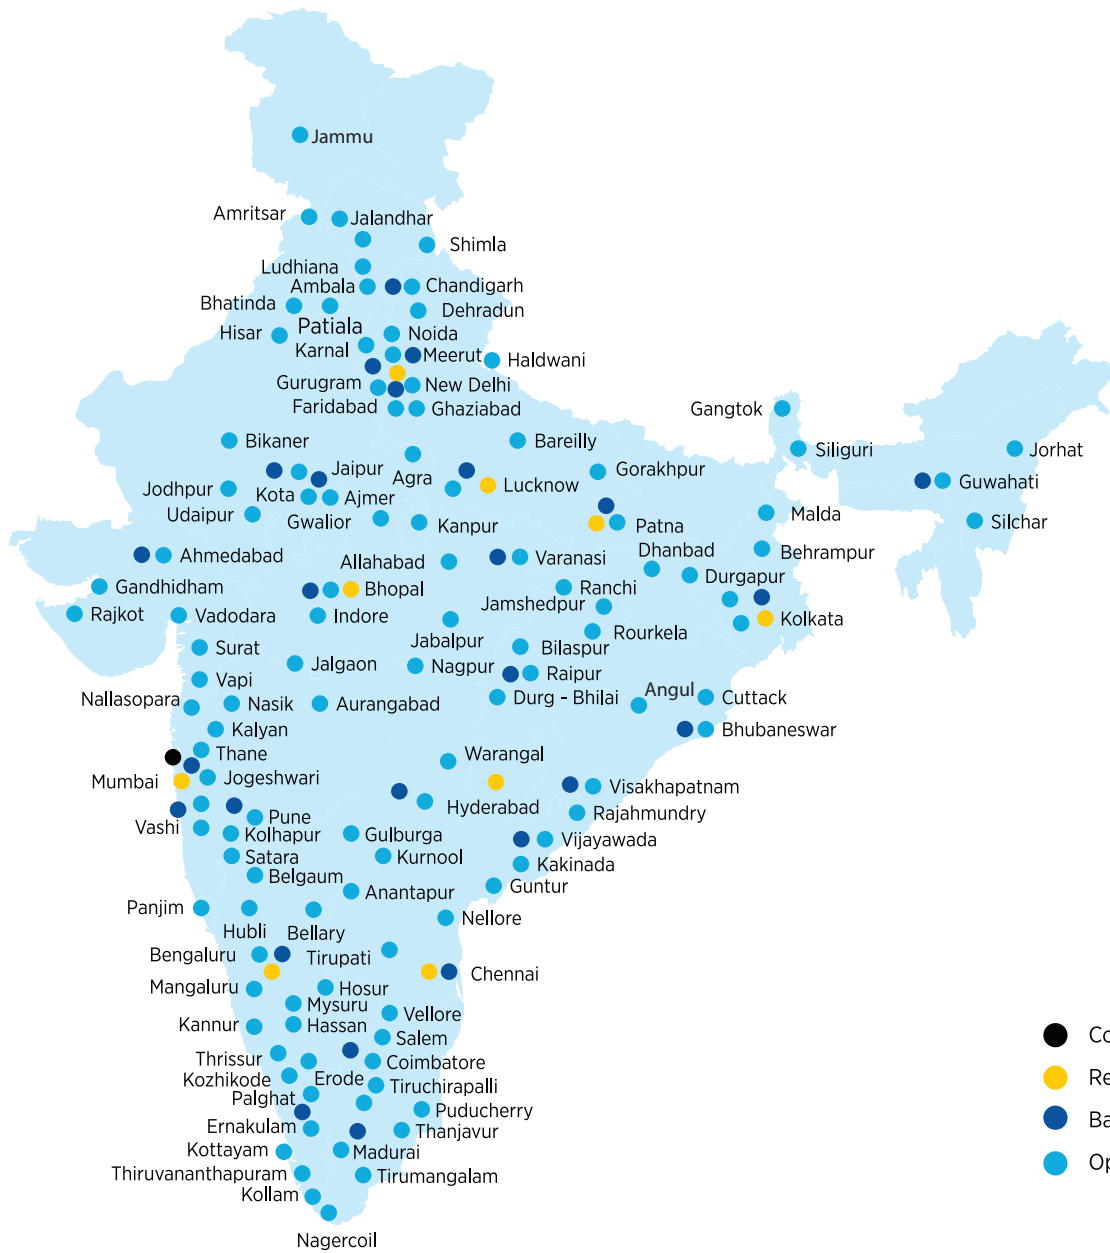 Jammu
Amritsar
Jalandhar
Shimla
Ludhiana
Ambala
Chandigarh
Bhatinda
Dehradun
Hisar
Patiala
Noida
Karnal
Meerut
Haldwani
Gurugram
New Delhi
Faridabad
Ghaziabad
Gangtok
Bikaner
Bareilly
Siliguri
Jorhat
Jaipur
Agra
Gorakhpur
Jodhpur
Kota
Ajmer
Lucknow
Guwahati
Udaipur
Gwalior
Kanpur
Patna
Malda
Silchar
Ahmedabad
Allahabad
Varanasi
Dhanbad
Behrampur
Gandhidham
Bhopal
Ranchi
Durgapur
Rajkot
Vadodara
Indore
Jamshedpur
Kolkata
Jabalpur
Rourkela
Surat
Bilaspur
Jalgaon
Nagpur
Raipur
Vapi
Angul
Nallasopara
Nasik
Aurangabad
Durg - Bhilai
Cuttack
Kalyan
Bhubaneswar
Thane
Warangal
Mumbai
Jogeshwari
Visakhapatnam
Hyderabad
Rajahmundry
Pune
Vashi
Kolhapur
Gulburga
Vijayawada
Satara
Kurnool
Kakinada
Belgaum
Anantapur
Guntur
Panjim
Nellore
Hubli
Bellary
Bengaluru
Tirupati
Chennai
Mangaluru
Hosur
Mysuru
Vellore
Kannur
Hassan
Salem
Co
Thrissur
Coimbatore
Kozhikode
Erode
Tiruchirapalli
Re
Palghat
Puducherry
Ernakulam
Thanjavur
Ba
Kottayam
Madurai
Thiruvananthapuram
Tirumangalam
Op
Kollam
Nagercoil